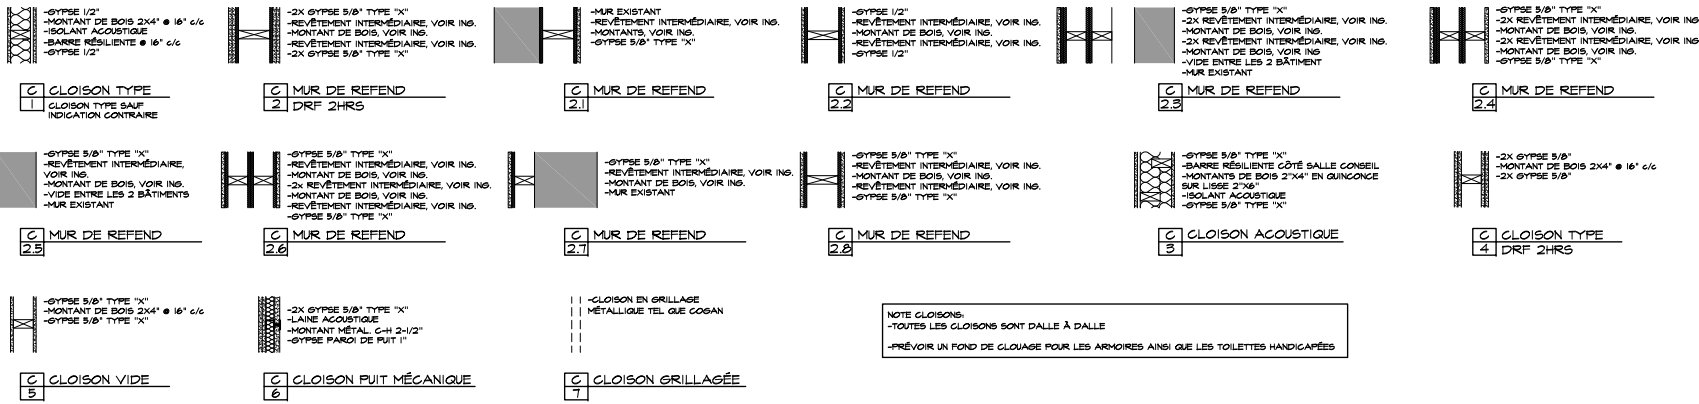 -GYPSE 1/2"
-MONTANT DE BOIS 2X4" @ 16" c/c
-ISOLANT ACOUSTIQUE
-BARRE RÉSILIENTE @ 16" c/c
-GYPSE 1/2"
C CLOISON TYPE
1 CLOISON TYPE SAUF
INDICATION CONTRAIRE
-2X GYPSE 5/8" TYPE "X"
-REVÊTEMENT INTERMÉDIAIRE, VOIR ING.
-MONTANT DE BOIS, VOIR ING.
-REVÊTEMENT INTERMÉDIAIRE, VOIR ING.
-2X GYPSE 5/8" TYPE "X"
C MUR DE REFEND
2 DRF 2HRS
-MUR EXISTANT
-REVÊTEMENT INTERMÉDIAIRE, VOIR ING.
-MONTANTS, VOIR ING.
-GYPSE 5/8" TYPE "X"
C MUR DE REFEND
2.1
-GYPSE 1/2"
-REVÊTEMENT INTERMÉDIAIRE, VOIR ING.
-MONTANT DE BOIS, VOIR ING.
-REVÊTEMENT INTERMÉDIAIRE, VOIR ING.
-GYPSE 1/2"
C MUR DE REFEND
2.2
-GYPSE 5/8" TYPE "X"
-2X REVÊTEMENT INTERMÉDIAIRE, VOIR ING.
-MONTANT DE BOIS, VOIR ING
-2X REVÊTEMENT INTERMÉDIAIRE, VOIR ING.
-MONTANT DE BOIS, VOIR ING
-VIDE ENTRE LES 2 BÂTIMENT
-MUR EXISTANT
C MUR DE REFEND
2.3
-GYPSE 5/8" TYPE "X"
-2X REVÊTEMENT INTERMÉDIAIRE, VOIR ING
-MONTANT DE BOIS, VOIR ING.
-2X REVÊTEMENT INTERMÉDIAIRE, VOIR ING
-MONTANT DE BOIS, VOIR ING.
-GYPSE 5/8" TYPE "X"
C MUR DE REFEND
2.4
-GYPSE 5/8" TYPE "X"
-REVÊTEMENT INTERMÉDIAIRE,
VOIR ING.
-MONTANT DE BOIS, VOIR ING.
-VIDE ENTRE LES 2 BÂTIMENTS
-MUR EXISTANT
C MUR DE REFEND
2.5
-GYPSE 5/8" TYPE "X"
-REVÊTEMENT INTERMÉDIAIRE, VOIR ING.
-MONTANT DE BOIS, VOIR ING.
-2x REVÊTEMENT INTERMÉDIAIRE, VOIR ING.
-MONTANT DE BOIS, VOIR ING.
-REVÊTEMENT INTERMÉDIAIRE, VOIR ING.
-GYPSE 5/8" TYPE "X"
C MUR DE REFEND
2.6
-GYPSE 5/8" TYPE "X"
-REVÊTEMENT INTERMÉDIAIRE, VOIR ING.
-MONTANT DE BOIS, VOIR ING.
-MUR EXISTANT
C MUR DE REFEND
2.7
-GYPSE 5/8" TYPE "X"
-REVÊTEMENT INTERMÉDIAIRE, VOIR ING.
-MONTANT DE BOIS, VOIR ING.
-REVÊTEMENT INTERMÉDIAIRE, VOIR ING.
-GYPSE 5/8" TYPE "X"
C MUR DE REFEND
2.8
-GYPSE 5/8" TYPE "X"
-BARRE RÉSILIENTE CÔTÉ SALLE CONSEIL
-MONTANTS DE BOIS 2"X4" EN QUINCONCE
SUR LISSE 2"X6"
-ISOLANT ACOUSTIQUE
-GYPSE 5/8" TYPE "X"
C CLOISON ACOUSTIQUE
3
-2X GYPSE 5/8"
-MONTANT DE BOIS 2X4" @ 16" c/c
-2X GYPSE 5/8"
C CLOISON TYPE
4 DRF 2HRS
-GYPSE 5/8" TYPE "X"
-MONTANT DE BOIS 2X4" @ 16" c/c
-GYPSE 5/8" TYPE "X"
C CLOISON VIDE
5
-2X GYPSE 5/8" TYPE "X"
-LAINE ACOUSTIQUE
-MONTANT MÉTAL. C-H 2-1/2"
-GYPSE PAROI DE PUIT 1"
C CLOISON PUIT MÉCANIQUE
6
-CLOISON EN GRILLAGE
MÉTALLIQUE TEL QUE COGAN
C CLOISON GRILLAGÉE
7
NOTE CLOISONS:
-TOUTES LES CLOISONS SONT DALLE À DALLE
-PRÉVOIR UN FOND DE CLOUAGE POUR LES ARMOIRES AINSI QUE LES TOILETTES HANDICAPÉES